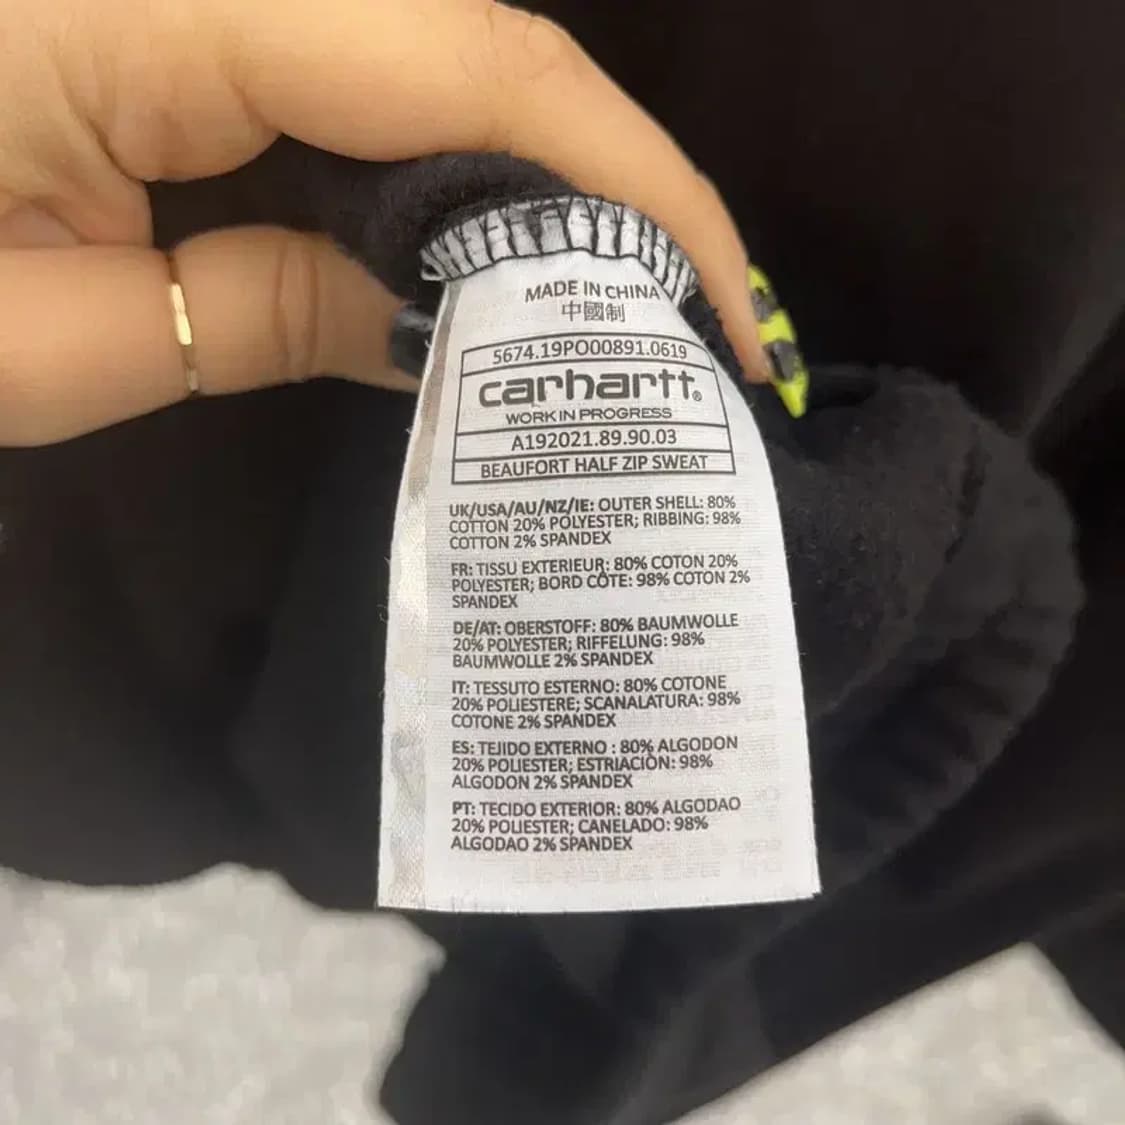 MADE IN CHINA
中國制
5674.19PO00891.0619
carhartt®
WORK IN PROGRESS
A192021.89.90.03
BEAUFORT HALF ZIP SWEAT
UK/USA/AU/NZ/IE: OUTER SHELL: 80%
COTTON 20% POLYESTER; RIBBING: 98%
COTTON 2% SPANDEX
FR: TISSU EXTERIEUR: 80% COTON 20%
POLYESTER; BORD CÔTE: 98% COTON 2%
SPANDEX
DE/AT: OBERSTOFF: 80% BAUMWOLLE
20% POLYESTER; RIFFELUNG: 98%
BAUMWOLLE 2% SPANDEX
IT: TESSUTO ESTERNO: 80% COTONE
20% POLIESTERE; SCANALATURA: 98%
COTONE 2% SPANDEX
ES: TEJIDO EXTERNO : 80% ALGODON
20% POLIESTER; ESTRIACIÒN: 98%
ALGODON 2% SPANDEX
PT: TECIDO EXTERIOR: 80% ALGODAO
20% POLIESTER; CANELADO: 98%
ALGODAO 2% SPANDEX